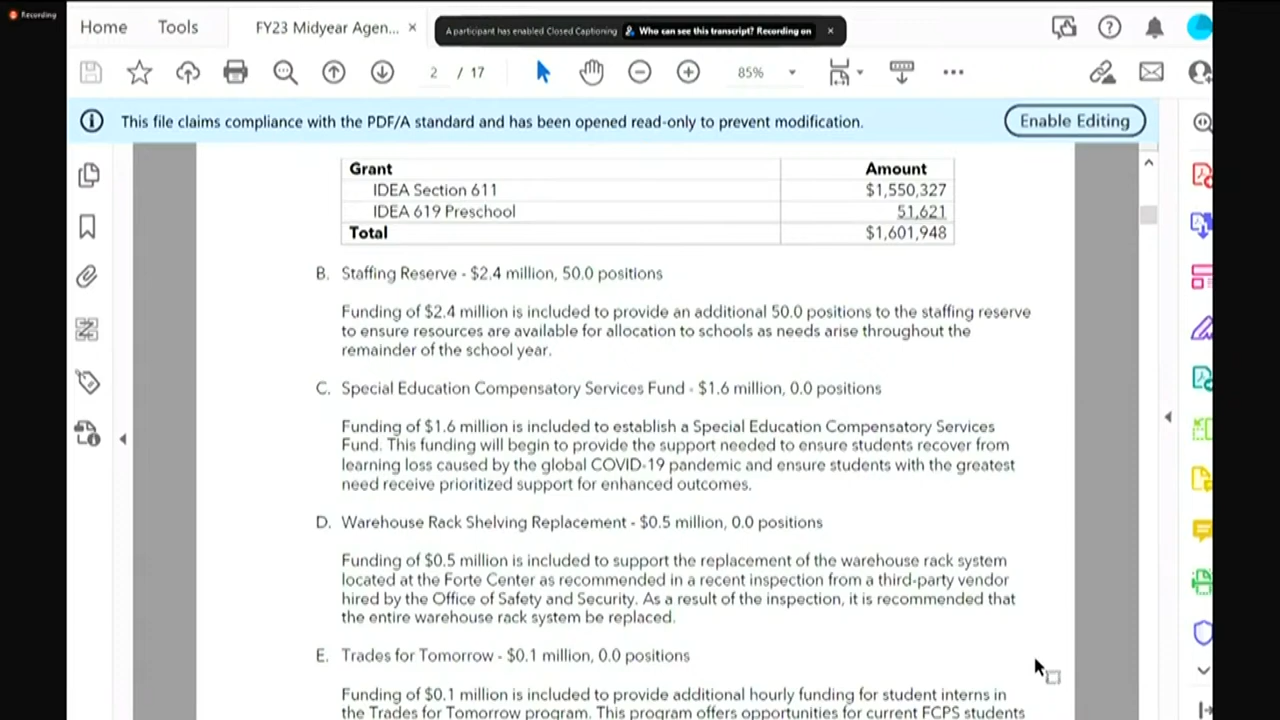 Recording
Home Tools FY23 Midyear Agen... ×
A participant has enabled Closed Captioning Who can see this transcript? Recording on ×
2 / 17 85%
This file claims compliance with the PDF/A standard and has been opened read-only to prevent modification. Enable Editing
Grant Amount
IDEA Section 611 $1,550,327
IDEA 619 Preschool 51,621
Total $1,601,948
B. Staffing Reserve - $2.4 million, 50.0 positions
Funding of $2.4 million is included to provide an additional 50.0 positions to the staffing reserve
to ensure resources are available for allocation to schools as needs arise throughout the
remainder of the school year.
C. Special Education Compensatory Services Fund - $1.6 million, 0.0 positions
Funding of $1.6 million is included to establish a Special Education Compensatory Services
Fund. This funding will begin to provide the support needed to ensure students recover from
learning loss caused by the global COVID-19 pandemic and ensure students with the greatest
need receive prioritized support for enhanced outcomes.
D. Warehouse Rack Shelving Replacement - $0.5 million, 0.0 positions
Funding of $0.5 million is included to support the replacement of the warehouse rack system
located at the Forte Center as recommended in a recent inspection from a third-party vendor
hired by the Office of Safety and Security. As a result of the inspection, it is recommended that
the entire warehouse rack system be replaced.
E. Trades for Tomorrow - $0.1 million, 0.0 positions
Funding of $0.1 million is included to provide additional hourly funding for student interns in
the Trades for Tomorrow program. This program offers opportunities for current FCPS students